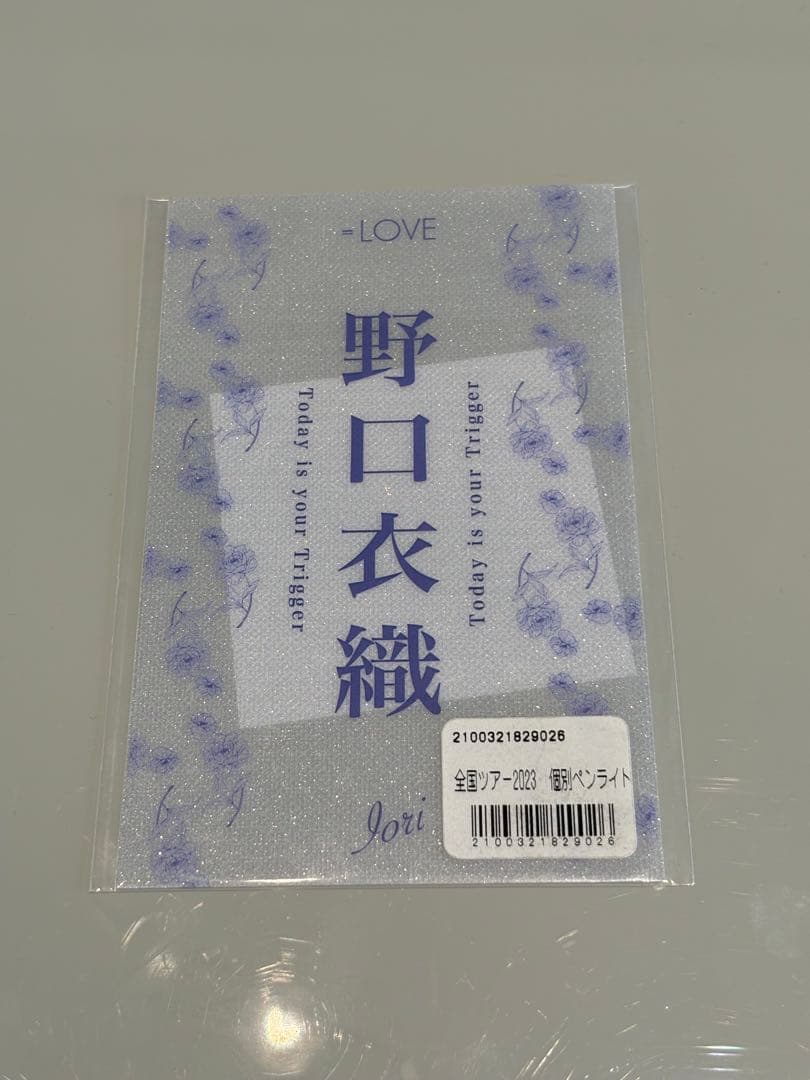 =LOVE
野口衣織
Today is your Trigger
Today is your Trigger
Iori
2100321829026
全国ツアー2023 個別ペンライト
2100321829026